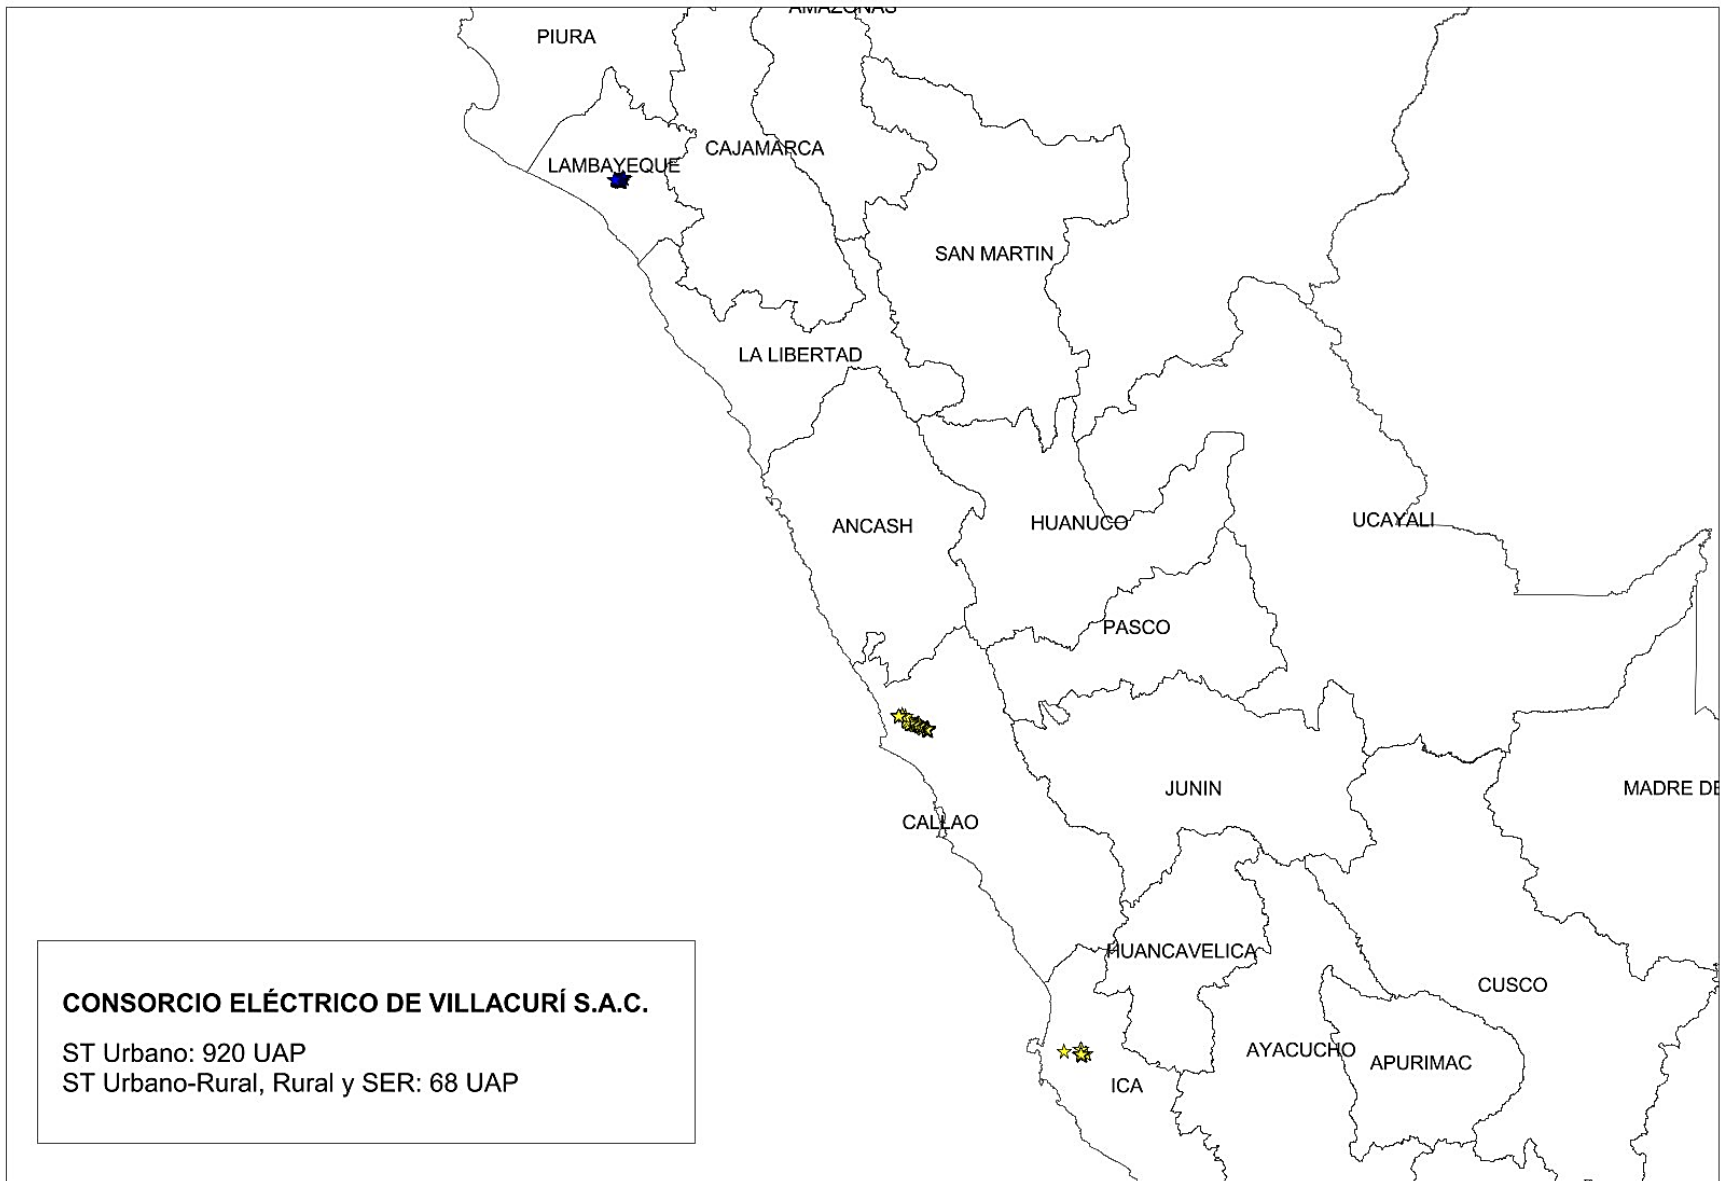 AMAZONAS
PIURA
CAJAMARCA
LAMBAYEQUE
SAN MARTIN
LA LIBERTAD
ANCASH
HUANUCO
UCAYALI
PASCO
JUNIN
MADRE DE
CALLAO
HUANCAVELICA
CUSCO
AYACUCHO
APURIMAC
ICA
CONSORCIO ELÉCTRICO DE VILLACURÍ S.A.C.
ST Urbano: 920 UAP
ST Urbano-Rural, Rural y SER: 68 UAP